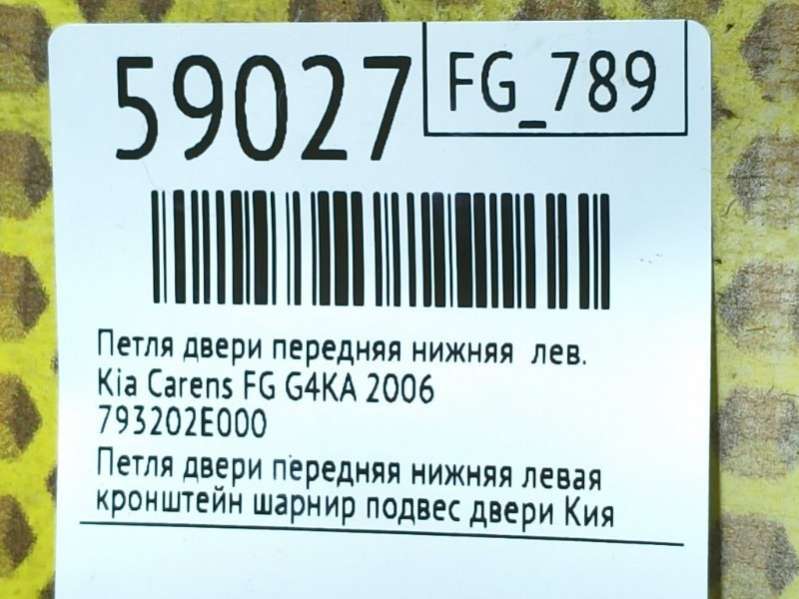 59027
FG_789
Петля двери передняя нижняя лев.
Kia Carens FG G4KA 2006
793202E000
Петля двери передняя нижняя левая
кронштейн шарнир подвес двери Кия